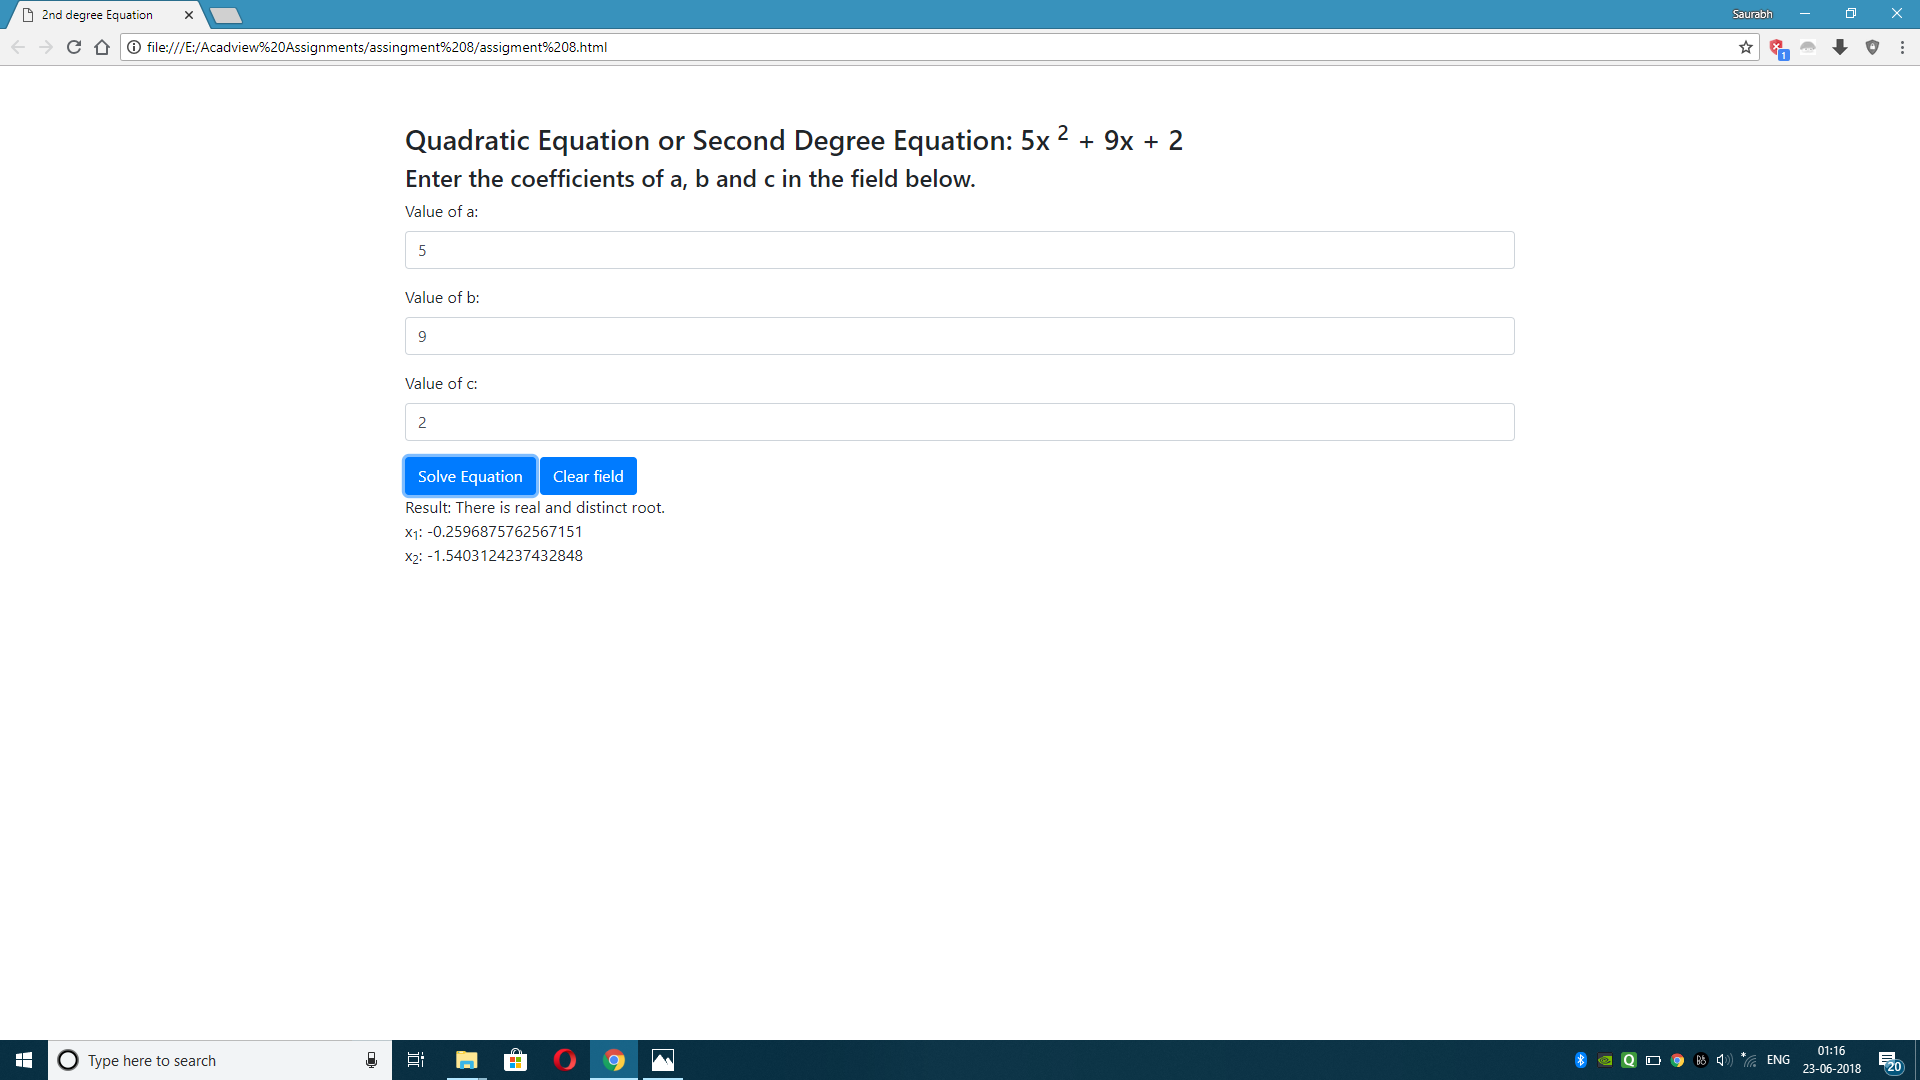 2nd degree Equation
Saurabh
file:///E:/Acadview%20Assignments/assingment%208/assigment%208.html
1
Quadratic Equation or Second Degree Equation: 5x 2 + 9x + 2
Enter the coefficients of a, b and c in the field below.
Value of a:
5
Value of b:
9
Value of c:
2
Solve Equation Clear field
Result: There is real and distinct root.
x1: -0.2596875762567151
x2: -1.5403124237432848
Type here to search
ENG
01:16
23-06-2018
20